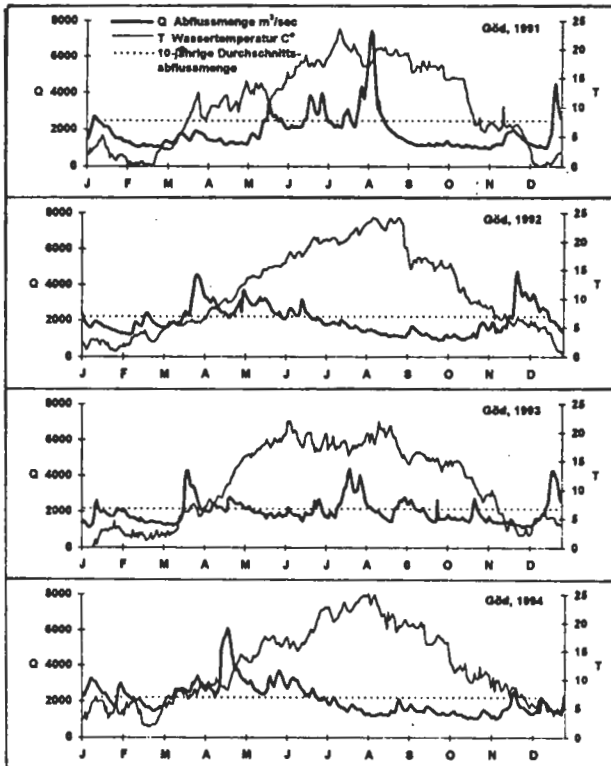 Q Abflussmenge m³/sec
T Wassertemperatur C°
10-jährige Durchschnitts-
abflussmenge
Göd, 1991
8000
6000
4000
2000
0
Q
25
20
15
10
5
0
T
J F M A M J J A S O N D
Göd, 1992
8000
6000
4000
2000
0
Q
25
20
15
10
5
0
T
J F M A M J J A S O N D
Göd, 1993
8000
6000
4000
2000
0
Q
25
20
15
10
5
0
T
J F M A M J J A S O N D
Göd, 1994
8000
6000
4000
2000
0
Q
25
20
15
10
5
0
T
J F M A M J J A S O N D